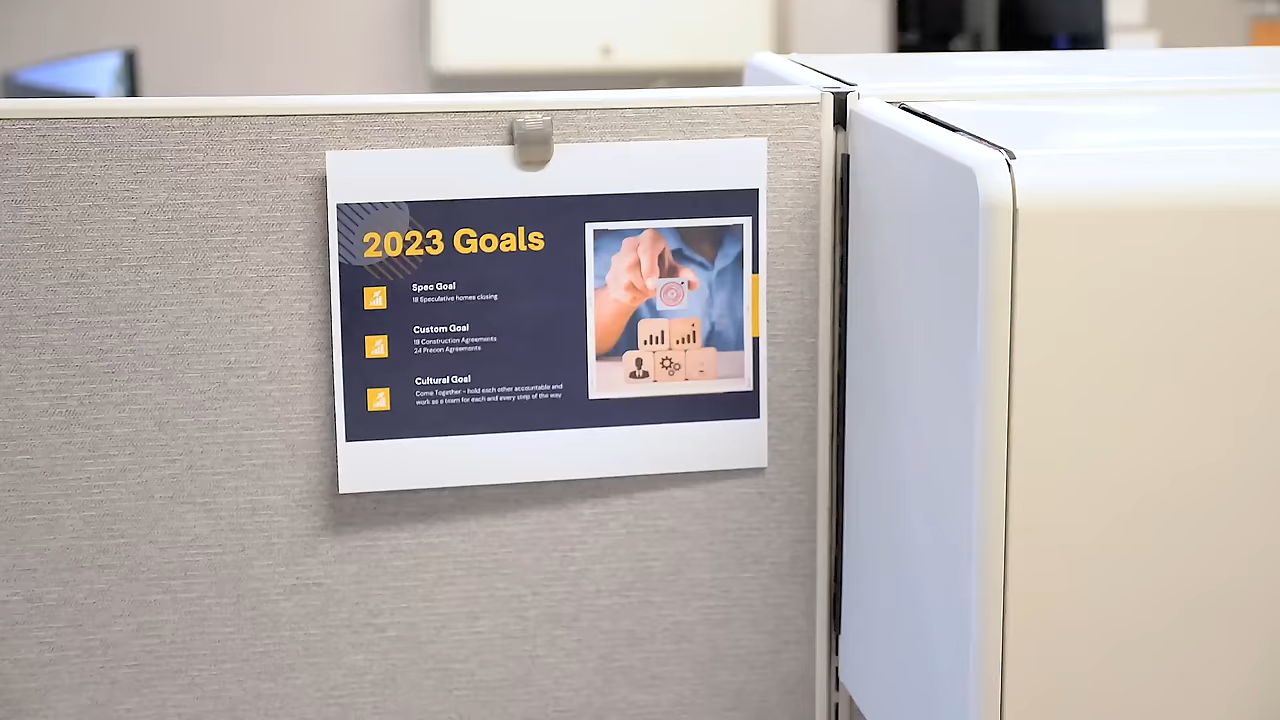 2023 Goals
Spec Goal
18 Speculative homes closing
Custom Goal
18 Construction Agreements
24 Precon Agreements
Cultural Goal
Come Together - hold each other accountable and
work as a team for each and every step of the way